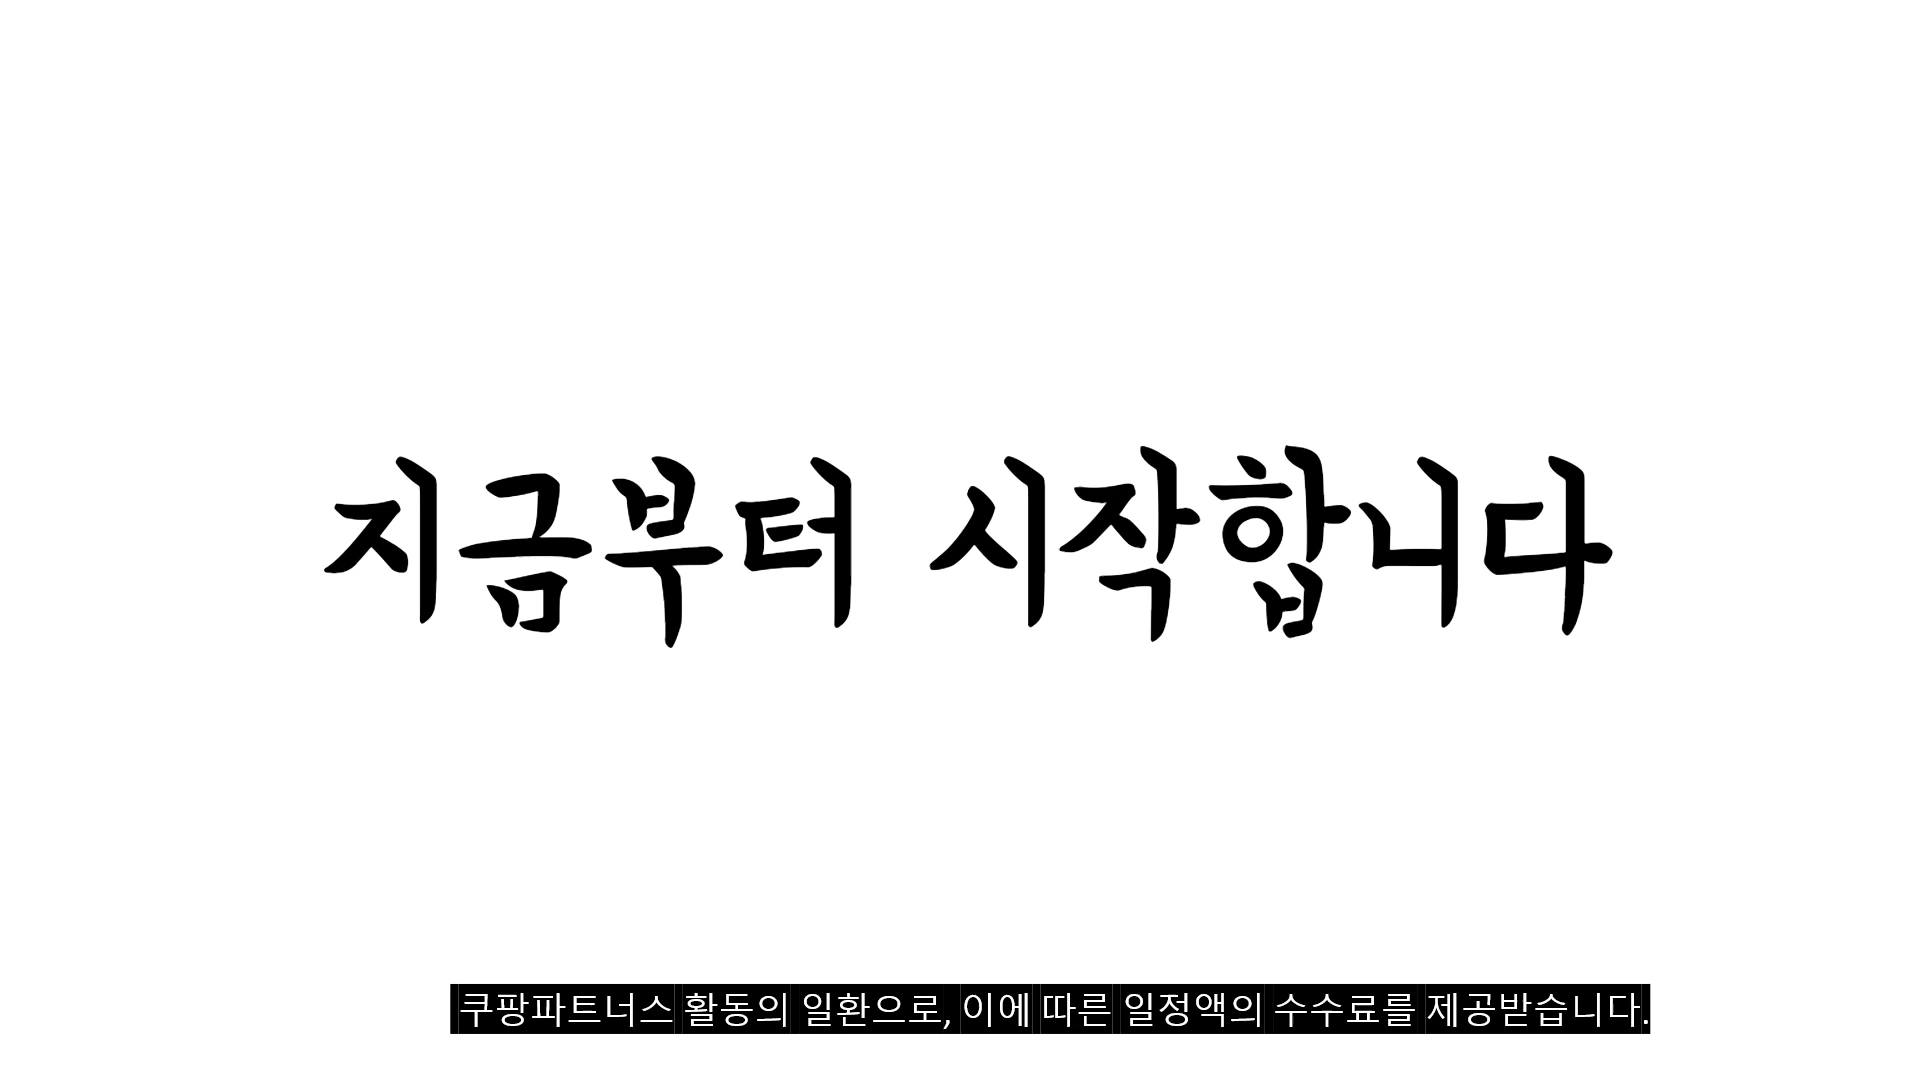 지금부터 시작합니다
쿠팡파트너스 활동의 일환으로, 이에 따른 일정액의 수수료를 제공받습니다.